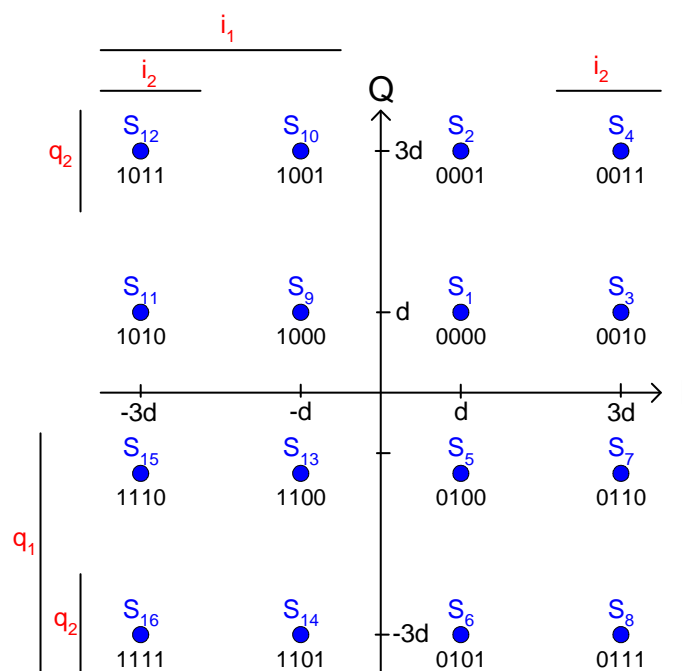 i₁
i₂ i₂
Q
S₁₂ S₁₀ S₂ S₄
q₂ 3d
1011 1001 0001 0011
S₁₁ S₉ S₁ S₃
d
1010 1000 0000 0010
-3d -d d 3d
S₁₅ S₁₃ S₅ S₇
1110 1100 0100 0110
q₁
S₁₆ S₁₄ S₆ S₈
q₂ -3d
1111 1101 0101 0111